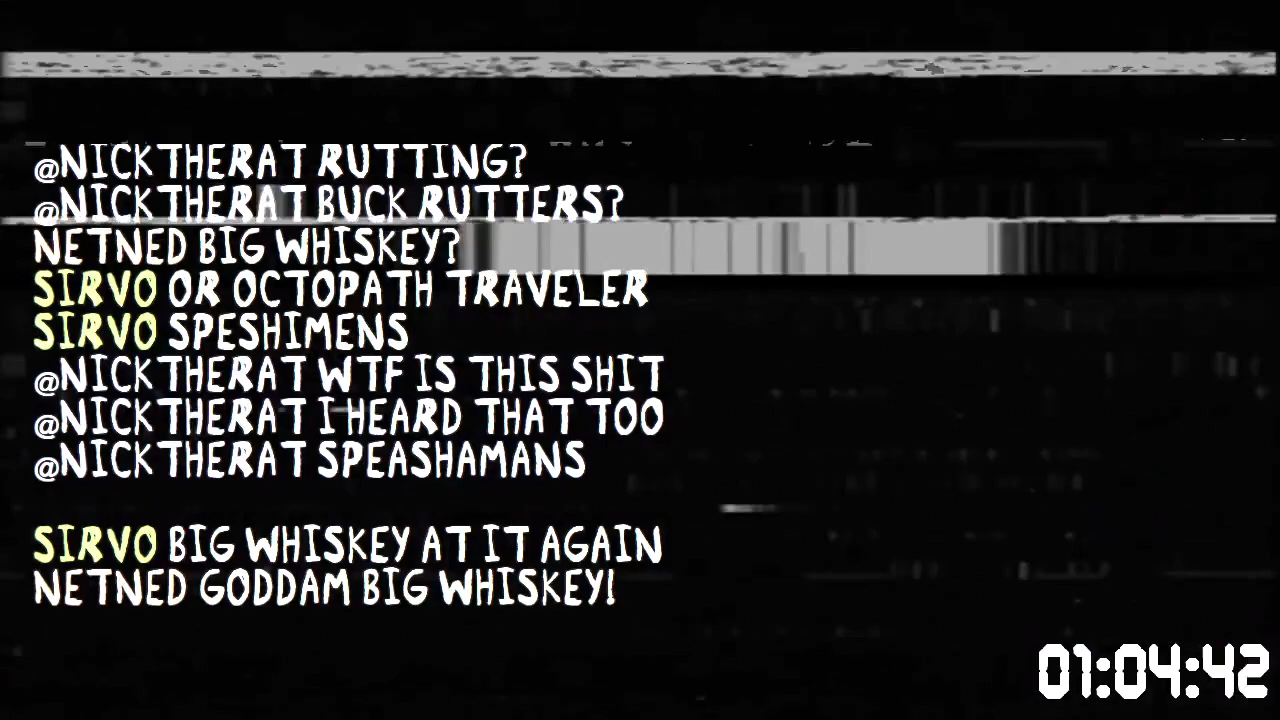 @NICKTHERAT RUTTING?
@NICKTHERAT BUCK RUTTERS?
NETNED BIG WHISKEY?
SIRVO OR OCTOPATH TRAVELER
SIRVO SPESHIMENS
@NICKTHERAT WTF IS THIS SHIT
@NICKTHERAT I HEARD THAT TOO
@NICKTHERAT SPEASHAMANS
SIRVO BIG WHISKEY AT IT AGAIN
NETNED GODDAM BIG WHISKEY!
01:04:42